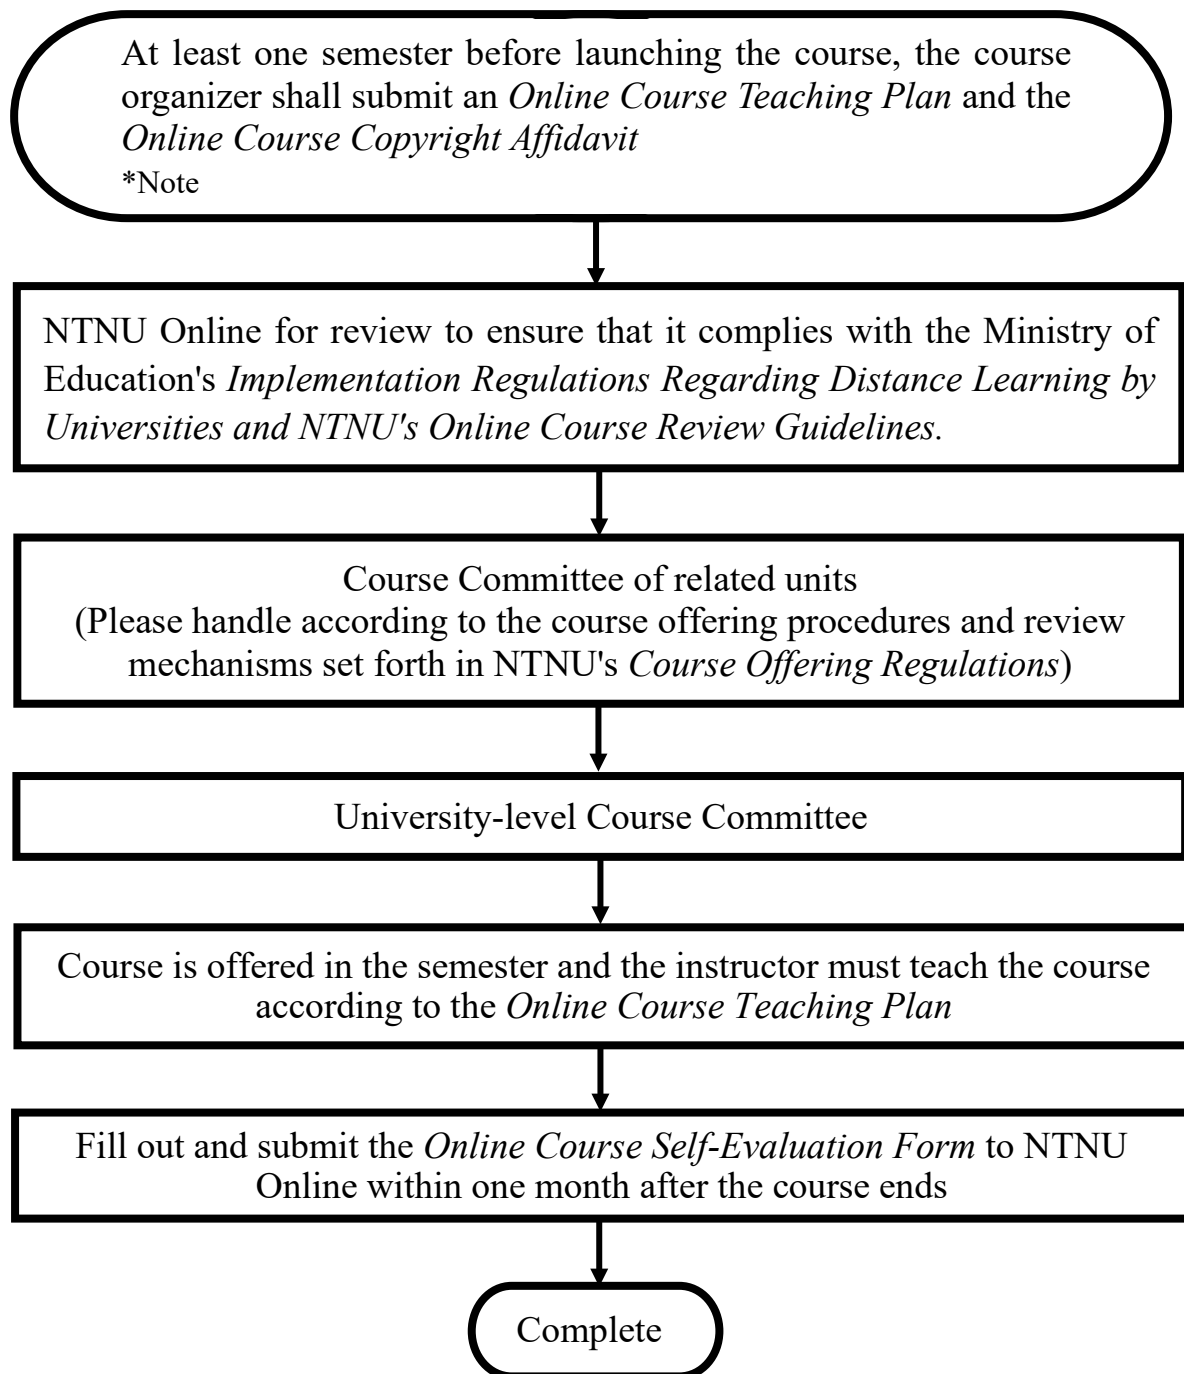 At least one semester before launching the course, the course
organizer shall submit an Online Course Teaching Plan and the
Online Course Copyright Affidavit
*Note
NTNU Online for review to ensure that it complies with the Ministry of
Education's Implementation Regulations Regarding Distance Learning by
Universities and NTNU's Online Course Review Guidelines.
Course Committee of related units
(Please handle according to the course offering procedures and review
mechanisms set forth in NTNU's Course Offering Regulations)
University-level Course Committee
Course is offered in the semester and the instructor must teach the course
according to the Online Course Teaching Plan
Fill out and submit the Online Course Self-Evaluation Form to NTNU
Online within one month after the course ends
Complete